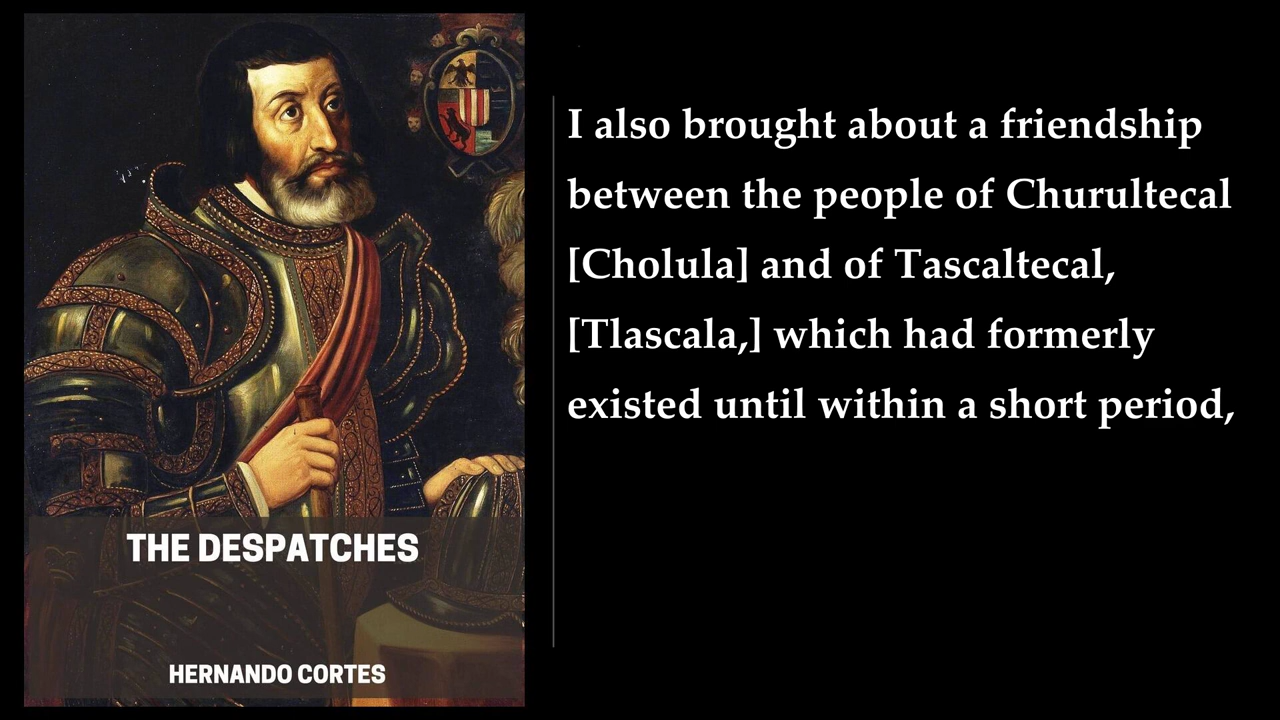 I also brought about a friendship
between the people of Churultecal
[Cholula] and of Tascaltecal,
[Tlascala,] which had formerly
existed until within a short period,
THE DESPATCHES
HERNANDO CORTES